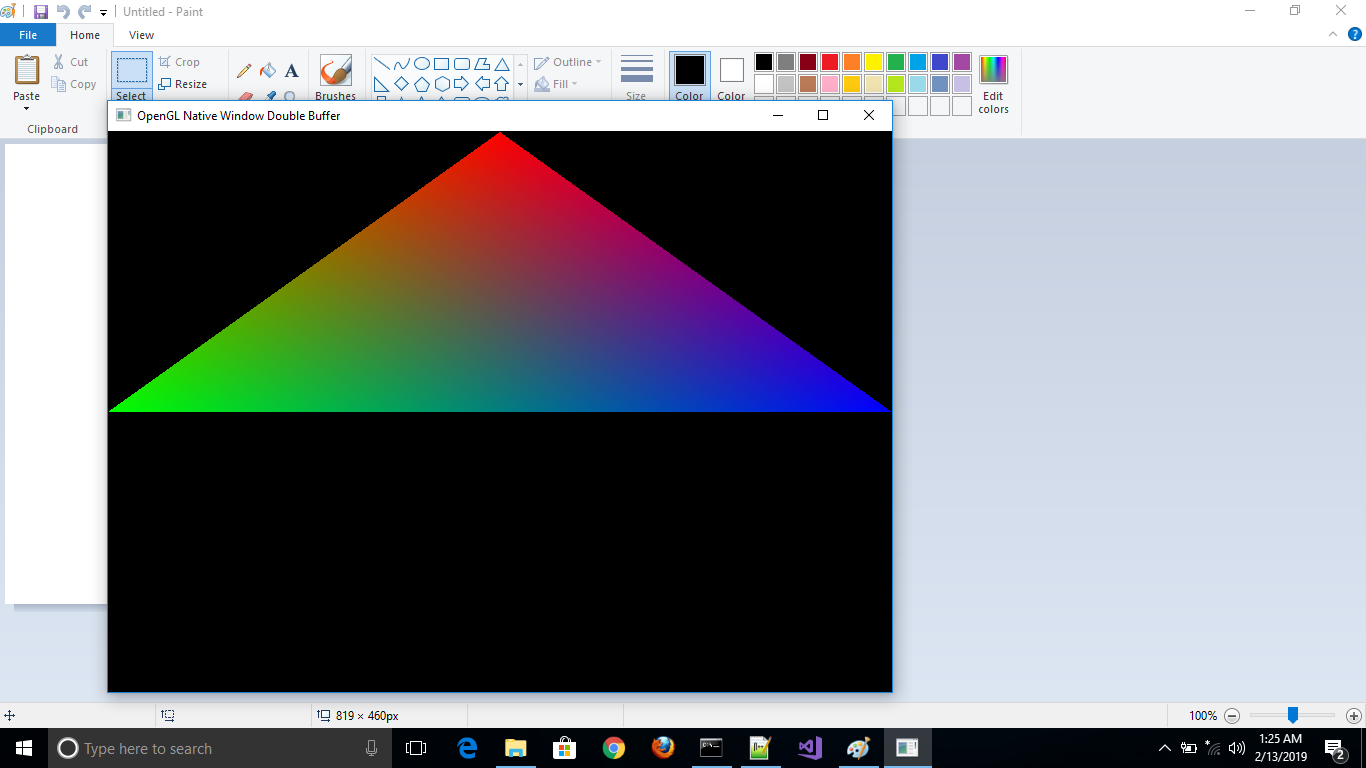 Untitled - Paint
File Home View
Paste
Cut
Copy
Clipboard
Select
Crop
Resize
A
Brushes
Outline
Fill
Size
Color
Color
Edit
colors
?
OpenGL Native Window Double Buffer
819 × 460px
100%
Type here to search
1:25 AM
2/13/2019
2